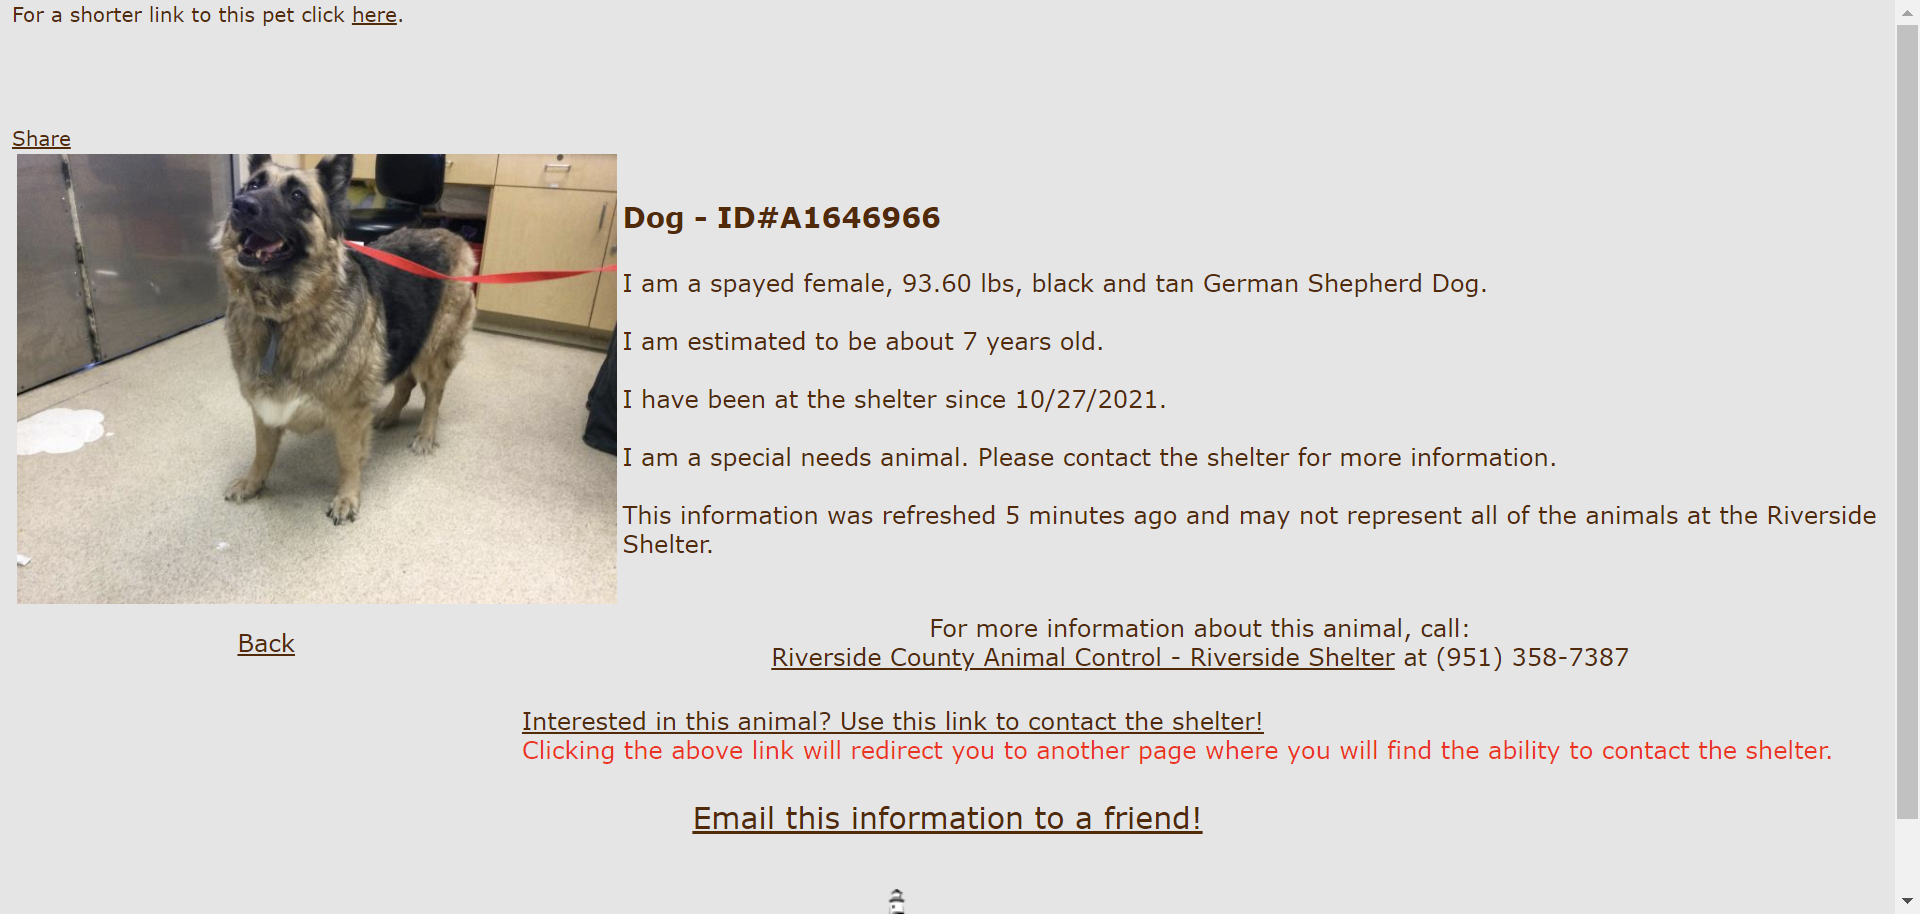 For a shorter link to this pet click here.
Share
Dog - ID#A1646966
I am a spayed female, 93.60 lbs, black and tan German Shepherd Dog.
I am estimated to be about 7 years old.
I have been at the shelter since 10/27/2021.
I am a special needs animal. Please contact the shelter for more information.
This information was refreshed 5 minutes ago and may not represent all of the animals at the Riverside
Shelter.
Back
For more information about this animal, call:
Riverside County Animal Control - Riverside Shelter at (951) 358-7387
Interested in this animal? Use this link to contact the shelter!
Clicking the above link will redirect you to another page where you will find the ability to contact the shelter.
Email this information to a friend!